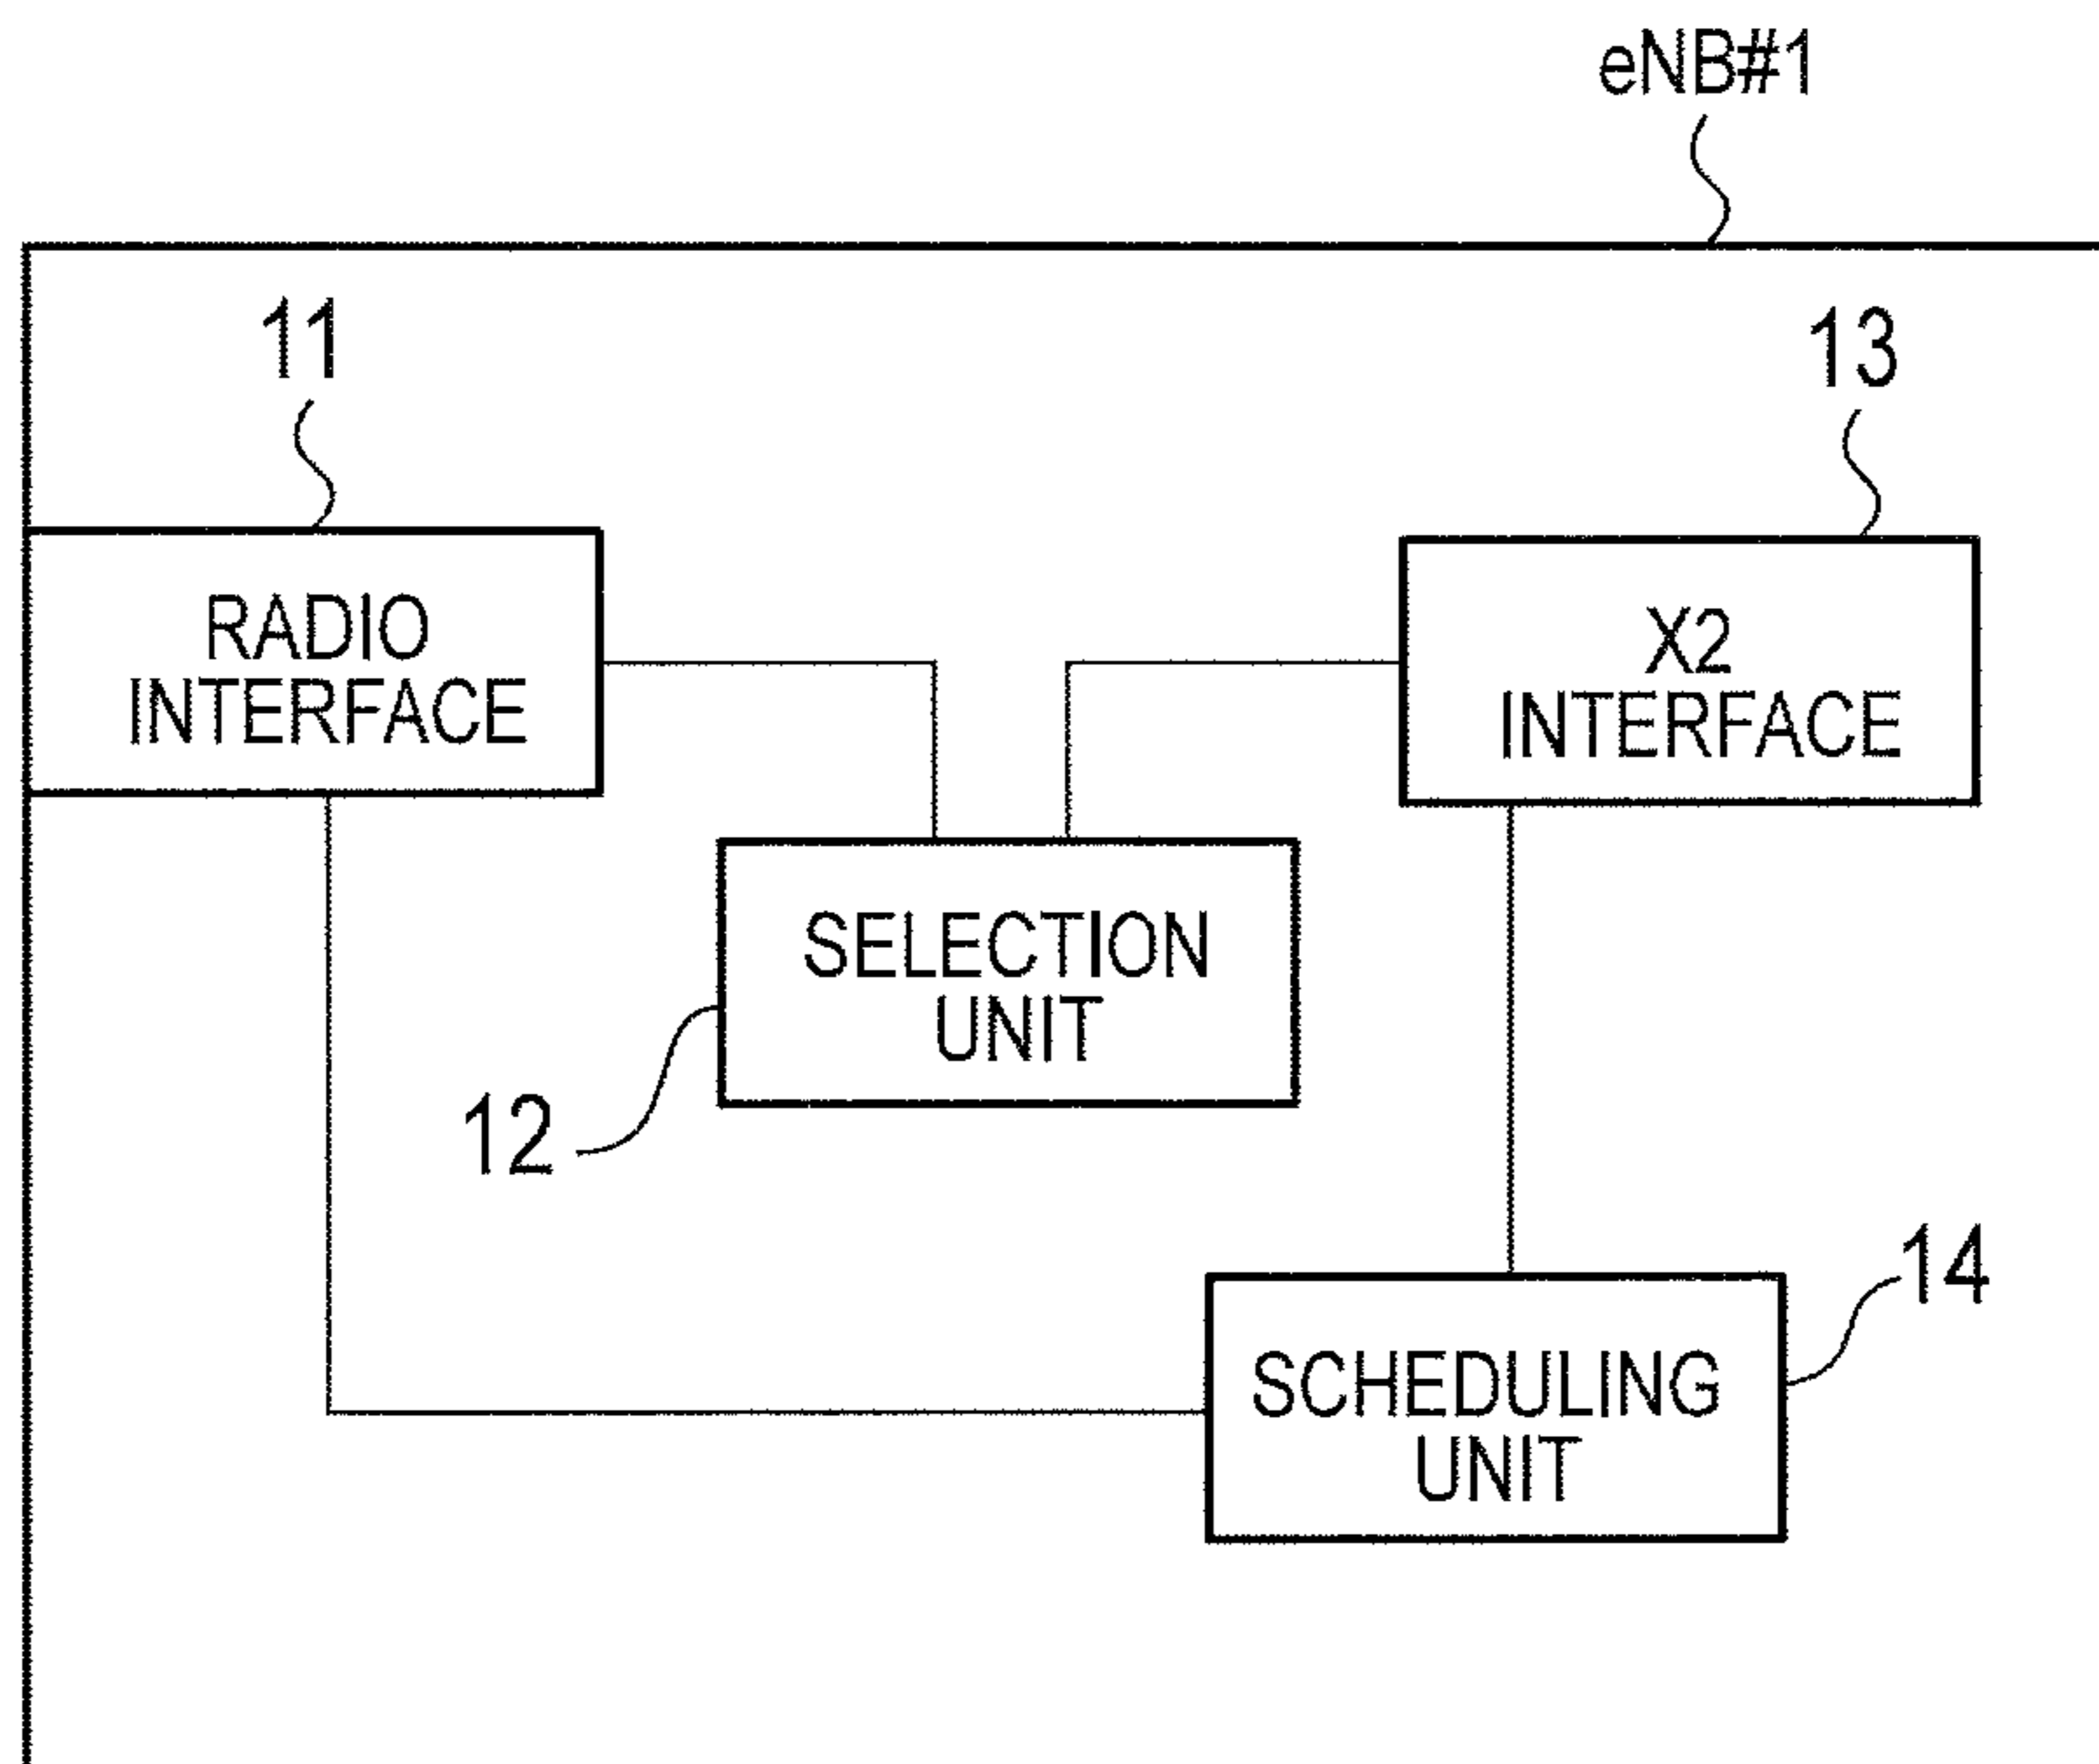 eNB#1
11
13
RADIO
INTERFACE
X2
INTERFACE
SELECTION
UNIT
12
14
SCHEDULING
UNIT